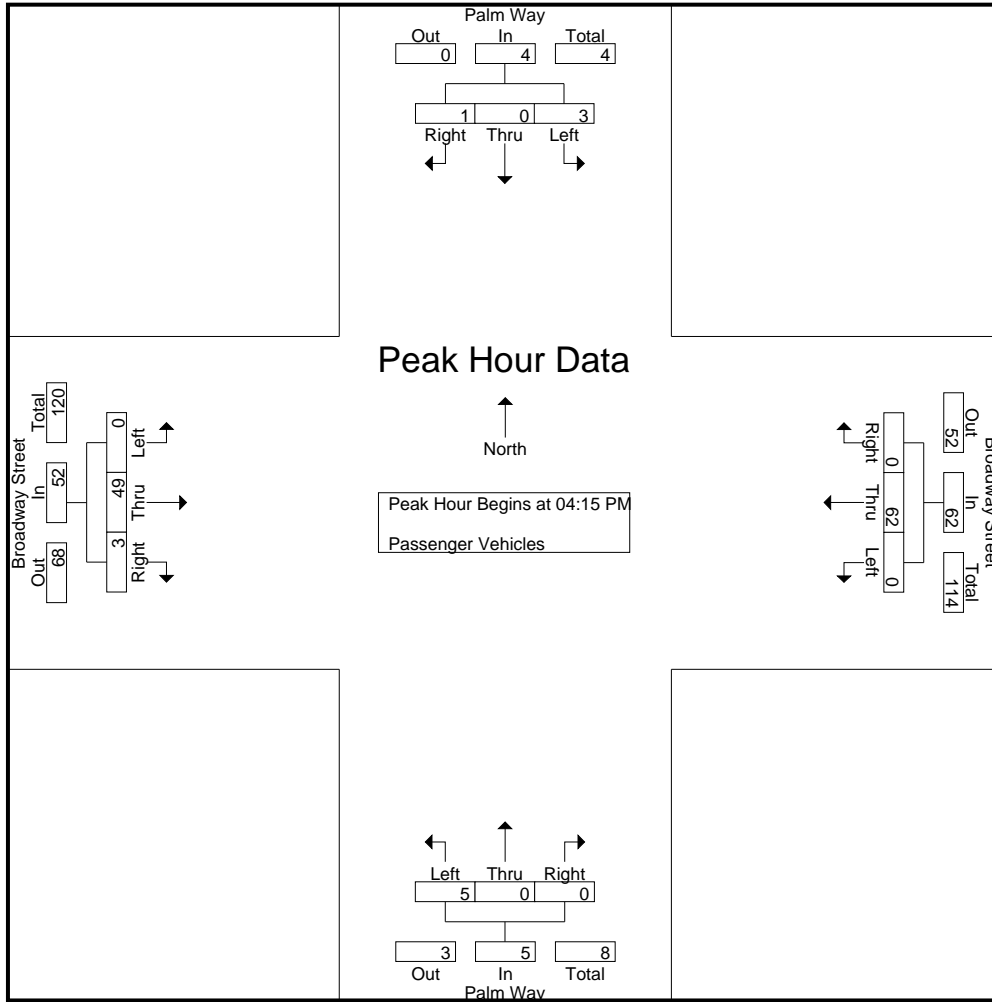 Palm Way
Out In Total
0 4 4
1 0 3
Right Thru Left
Peak Hour Data
North
Peak Hour Begins at 04:15 PM
Passenger Vehicles
Broadway Street
Total In Out
120 52 68
0 49 3
Left Thru Right
Broadway Street
Out In Total
52 62 114
0 62 0
Right Thru Left
Left Thru Right
5 0 0
3 5 8
Out In Total
Palm Way